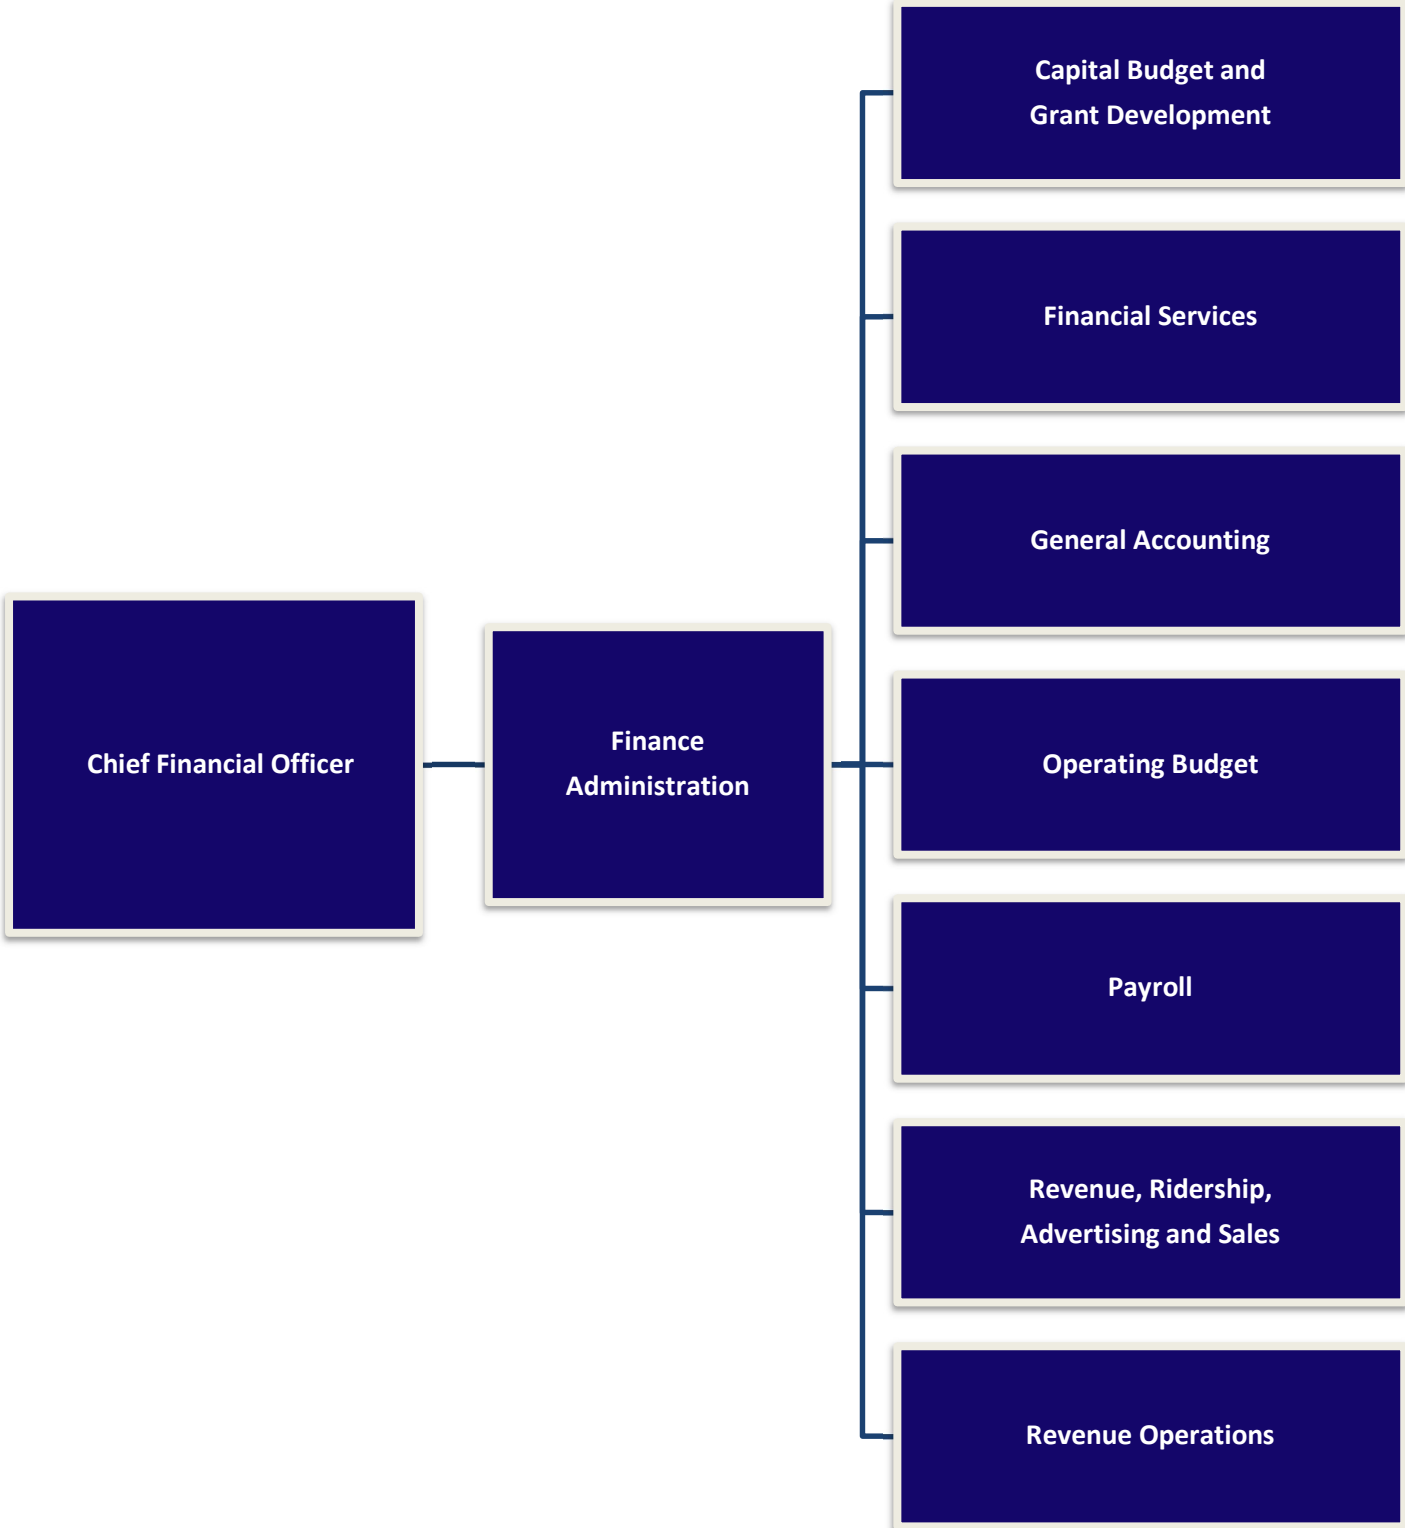 Chief Financial Officer
Finance
Administration
Capital Budget and
Grant Development
Financial Services
General Accounting
Operating Budget
Payroll
Revenue, Ridership,
Advertising and Sales
Revenue Operations